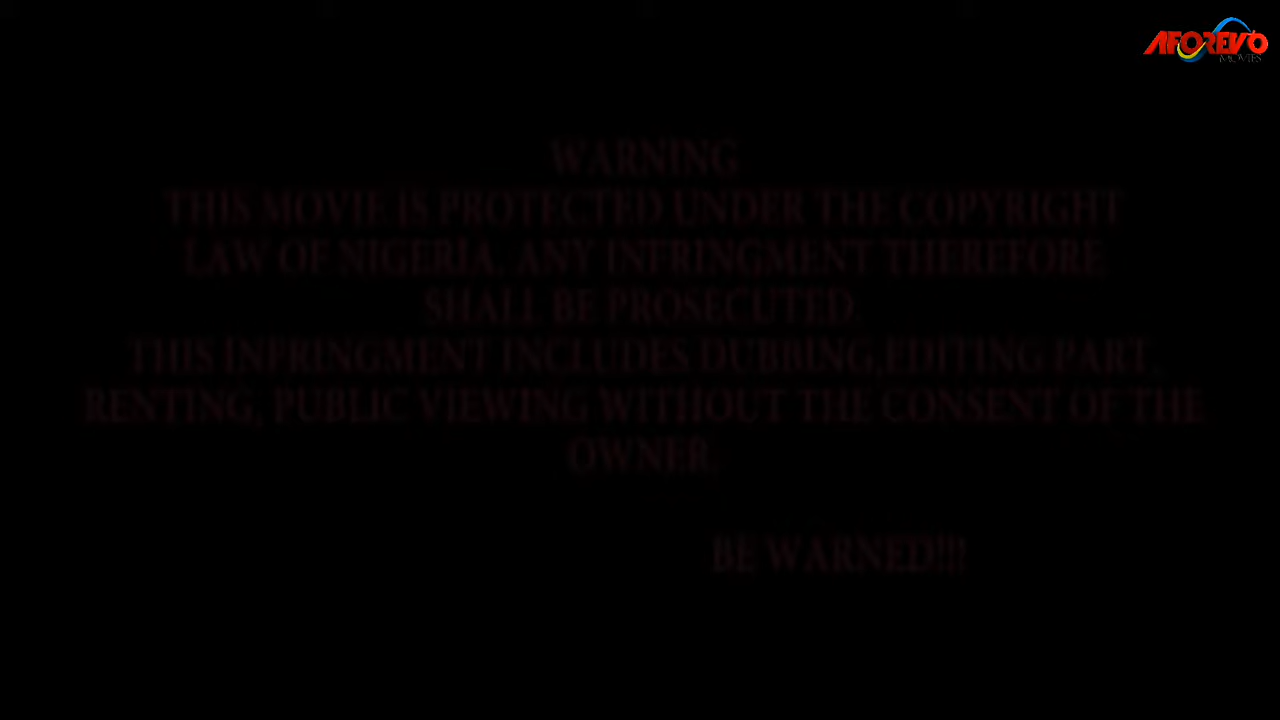 AFOREVO
MOVIES
WARNING
THIS MOVIE IS PROTECTED UNDER THE COPYRIGHT
LAW OF NIGERIA. ANY INFRINGMENT THEREFORE
SHALL BE PROSECUTED.
THIS INFRINGMENT INCLUDES DUBBING,EDITING PART,
RENTING, PUBLIC VIEWING WITHOUT THE CONSENT OF THE
OWNER.
BE WARNED!!!